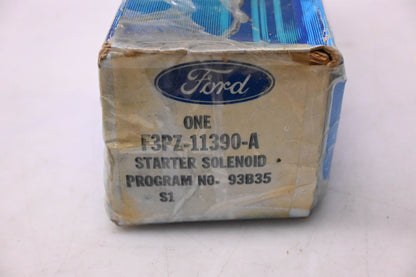 Ford
ONE
F3PZ-11390-A
STARTER SOLENOID
PROGRAM NO. 93B35
S1